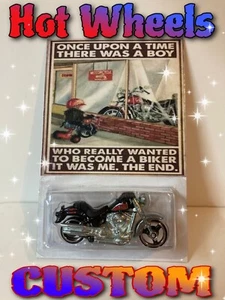 Hot Wheels
ONCE UPON A TIME
THERE WAS A BOY
WHO REALLY WANTED
TO BECOME A BIKER
IT WAS ME. THE END.
CUSTOM